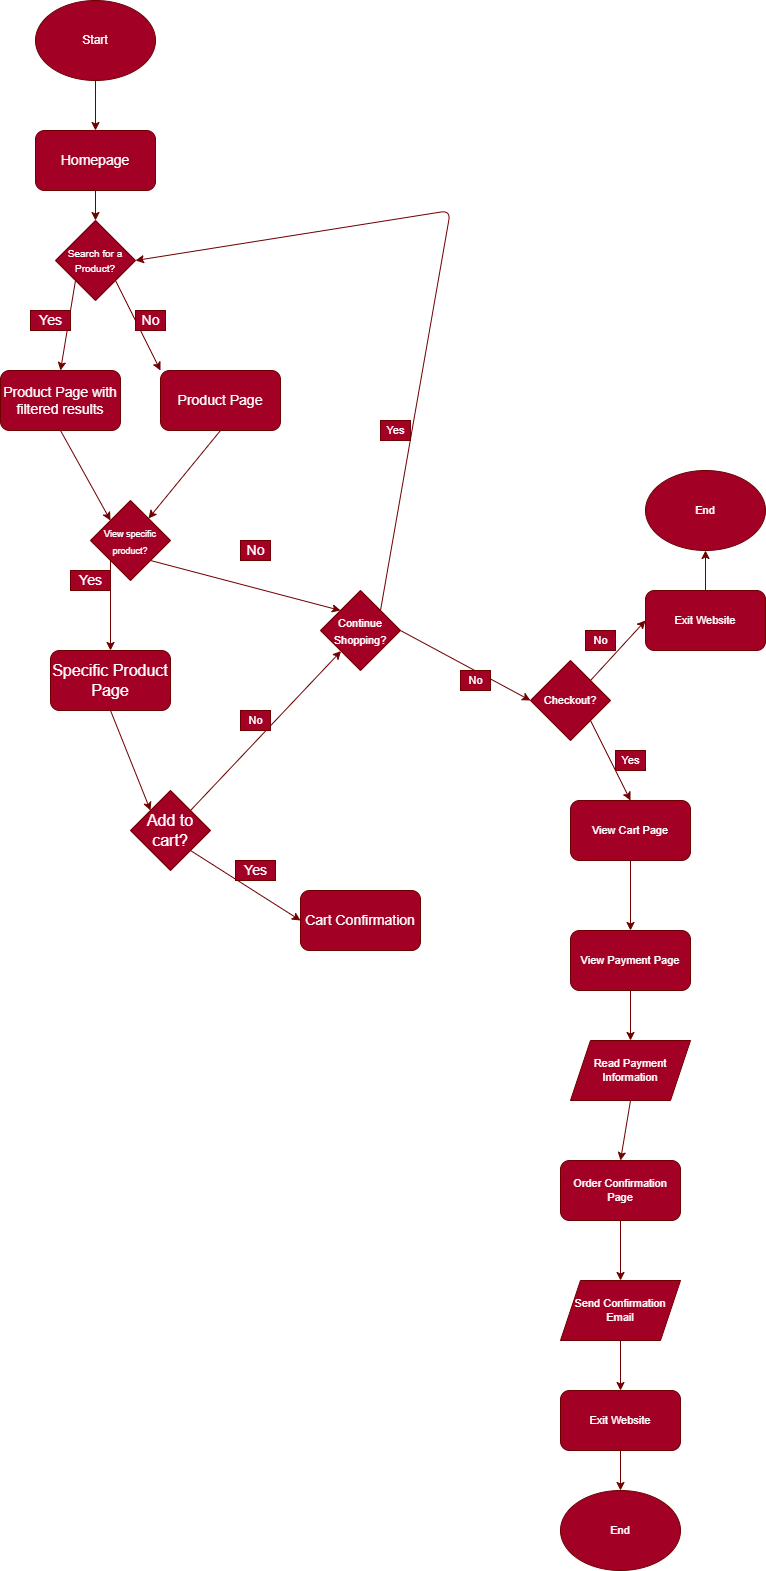 Start
Homepage
Search for a
Product?
Yes
No
Product Page with
filtered results
Product Page
Yes
View specific
product?
No
Yes
Continue
Shopping?
End
Exit Website
No
Specific Product
Page
No
Checkout?
No
Yes
Add to
cart?
View Cart Page
Yes
Cart Confirmation
View Payment Page
Read Payment
Information
Order Confirmation
Page
Send Confirmation
Email
Exit Website
End